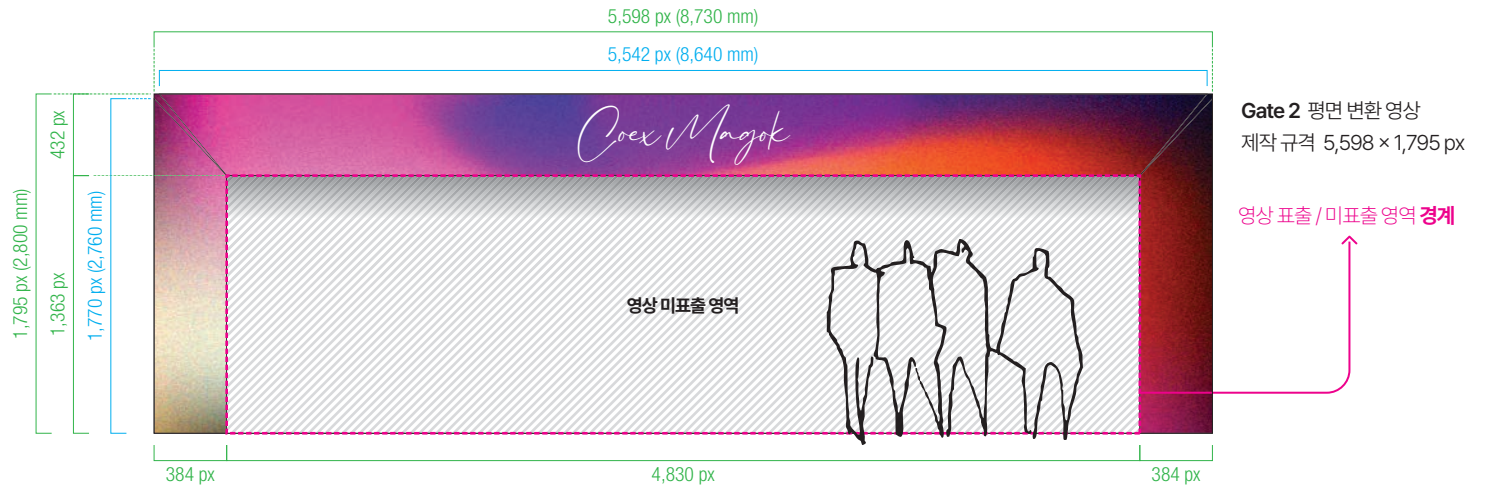 5,598 px (8,730 mm)
5,542 px (8,640 mm)
Coex Magok
Gate 2 평면 변환 영상
제작 규격 5,598 × 1,795 px
영상 표출 / 미표출 영역 경계
432 px
1,795 px (2,800 mm)
1,363 px
1,770 px (2,760 mm)
영상 미표출 영역
384 px
4,830 px
384 px